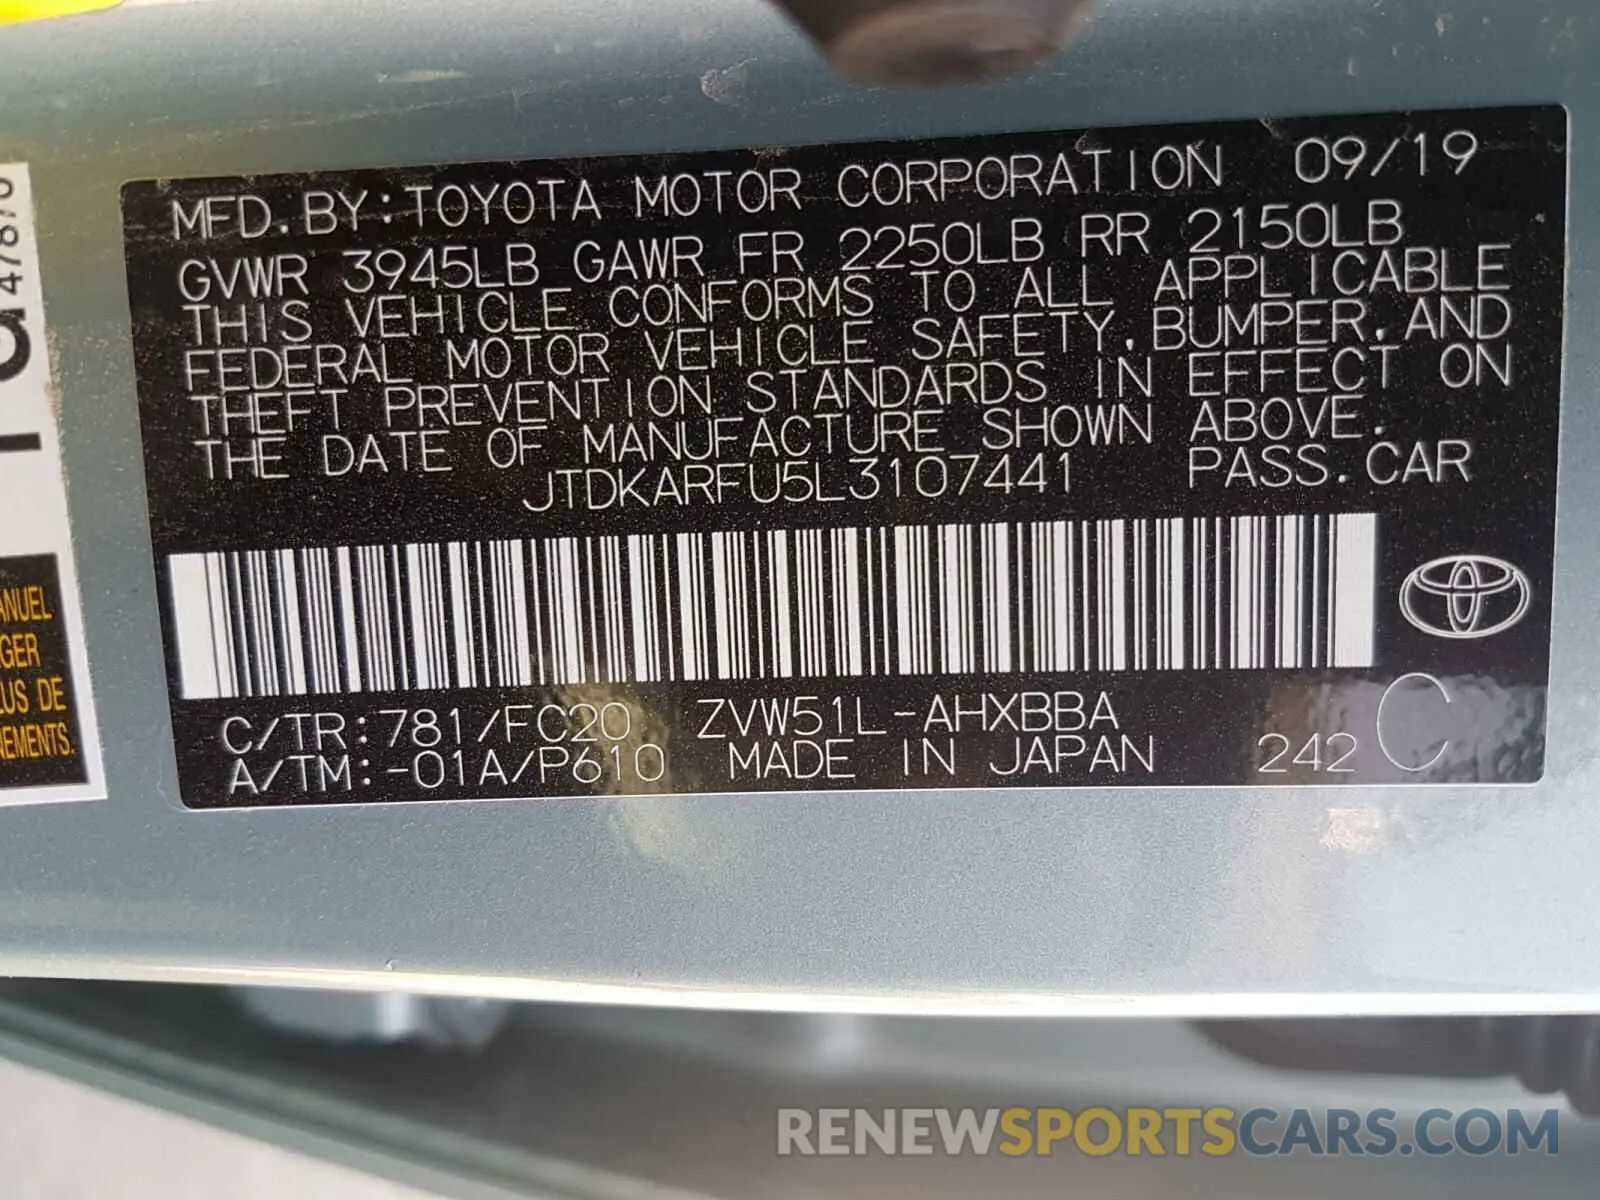 MFD. BY: TOYOTA MOTOR CORPORATION 09/19
GVWR 3945LB GAWR FR 2250LB RR 2150LB
THIS VEHICLE CONFORMS TO ALL APPLICABLE
FEDERAL MOTOR VEHICLE SAFETY, BUMPER, AND
THEFT PREVENTION STANDARDS IN EFFECT ON
THE DATE OF MANUFACTURE SHOWN ABOVE.
JTDKARFU5L3107441 PASS. CAR
C/TR: 781/FC20 ZVW51L-AHXBBA
A/TM: -01A/P610 MADE IN JAPAN 242 C
ANUEL
GER
LUS DE
REMENTS.
RENEWSPORTSCARS.COM